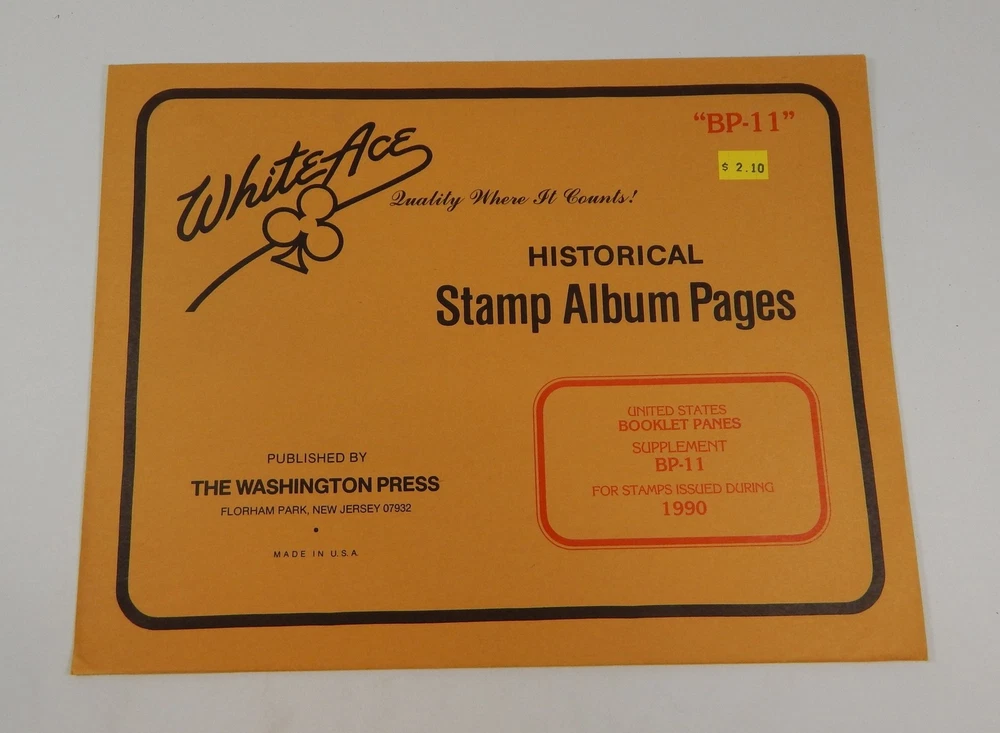 "BP-11"
$ 2.10
White Ace
Quality Where It Counts!
HISTORICAL
Stamp Album Pages
UNITED STATES
BOOKLET PANES
SUPPLEMENT
BP-11
FOR STAMPS ISSUED DURING
1990
PUBLISHED BY
THE WASHINGTON PRESS
FLORHAM PARK, NEW JERSEY 07932
•
MADE IN U.S.A.